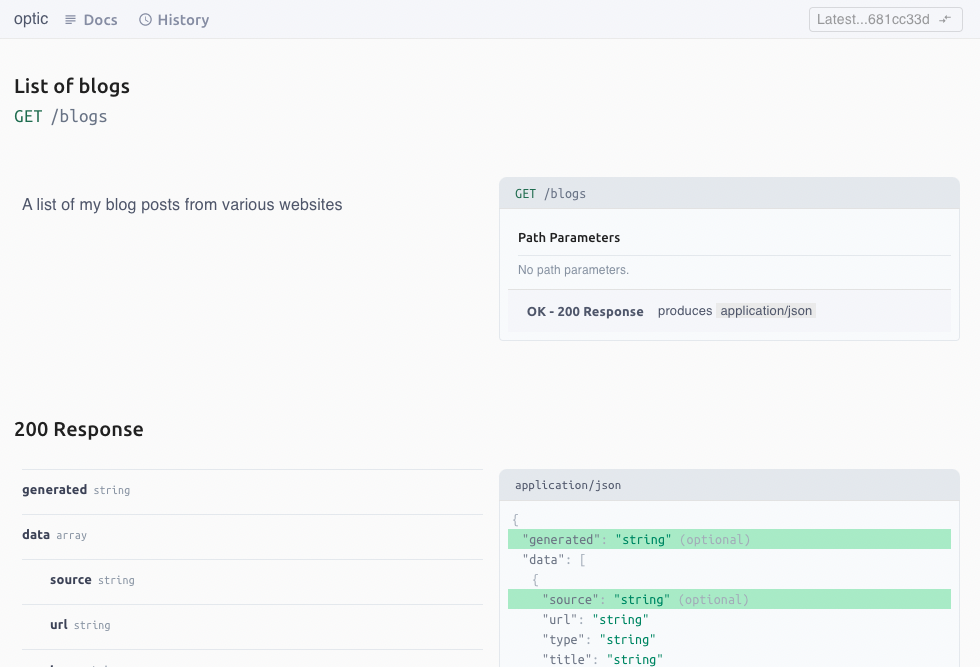 optic Docs History Latest...681cc33d
List of blogs
GET /blogs
A list of my blog posts from various websites
GET /blogs
Path Parameters
No path parameters.
OK - 200 Response produces application/json
200 Response
generated string
data array
source string
url string
application/json
{
"generated": "string" (optional)
"data": [
{
"source": "string" (optional)
"url": "string"
"type": "string"
"title": "string"